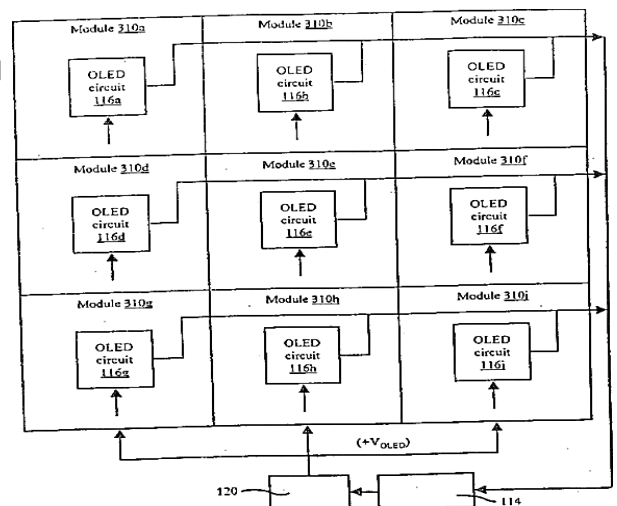 Module 310a
Module 310b
Module 310c
OLED
circuit
116a
OLED
circuit
116b
OLED
circuit
116c
Module 310d
Module 310e
Module 310f
OLED
circuit
116d
OLED
circuit
116e
OLED
circuit
116f
Module 310g
Module 310h
Module 310j
OLED
circuit
116g
OLED
circuit
116h
OLED
circuit
116j
(+VOLED)
120
114